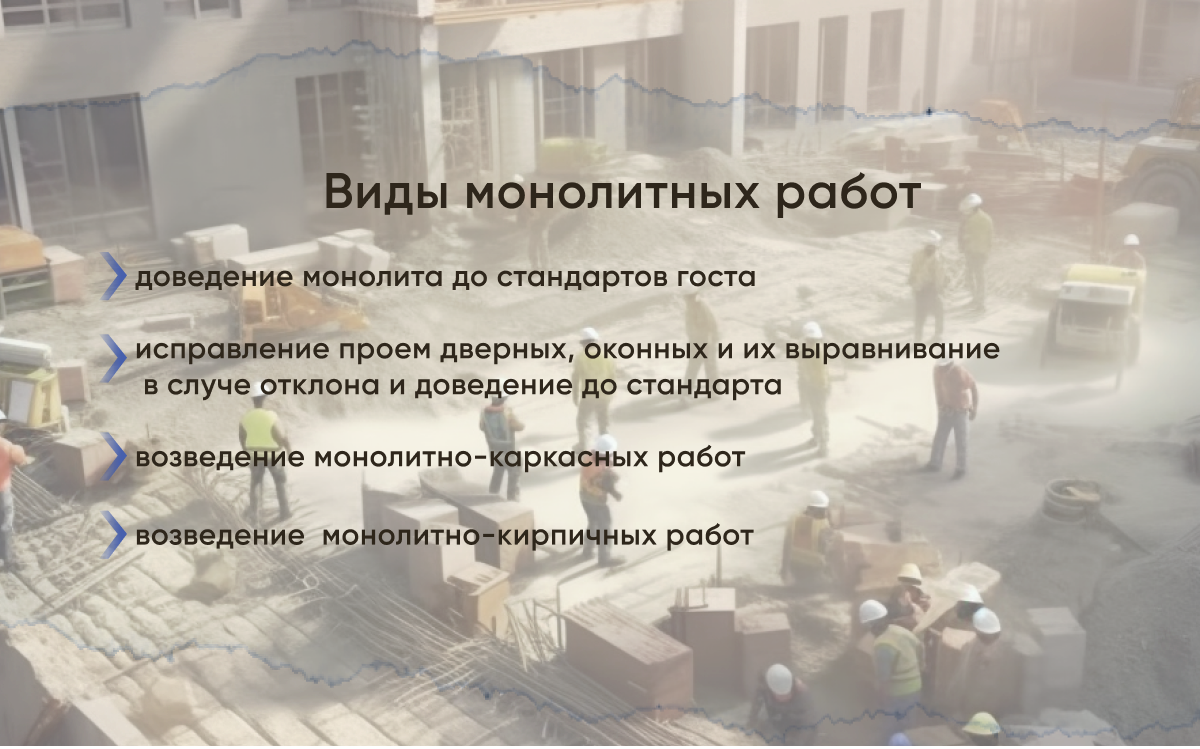 Виды монолитных работ
доведение монолита до стандартов госта
исправление проем дверных, оконных и их выравнивание
в случе отклона и доведение до стандарта
возведение монолитно-каркасных работ
возведение монолитно-кирпичных работ